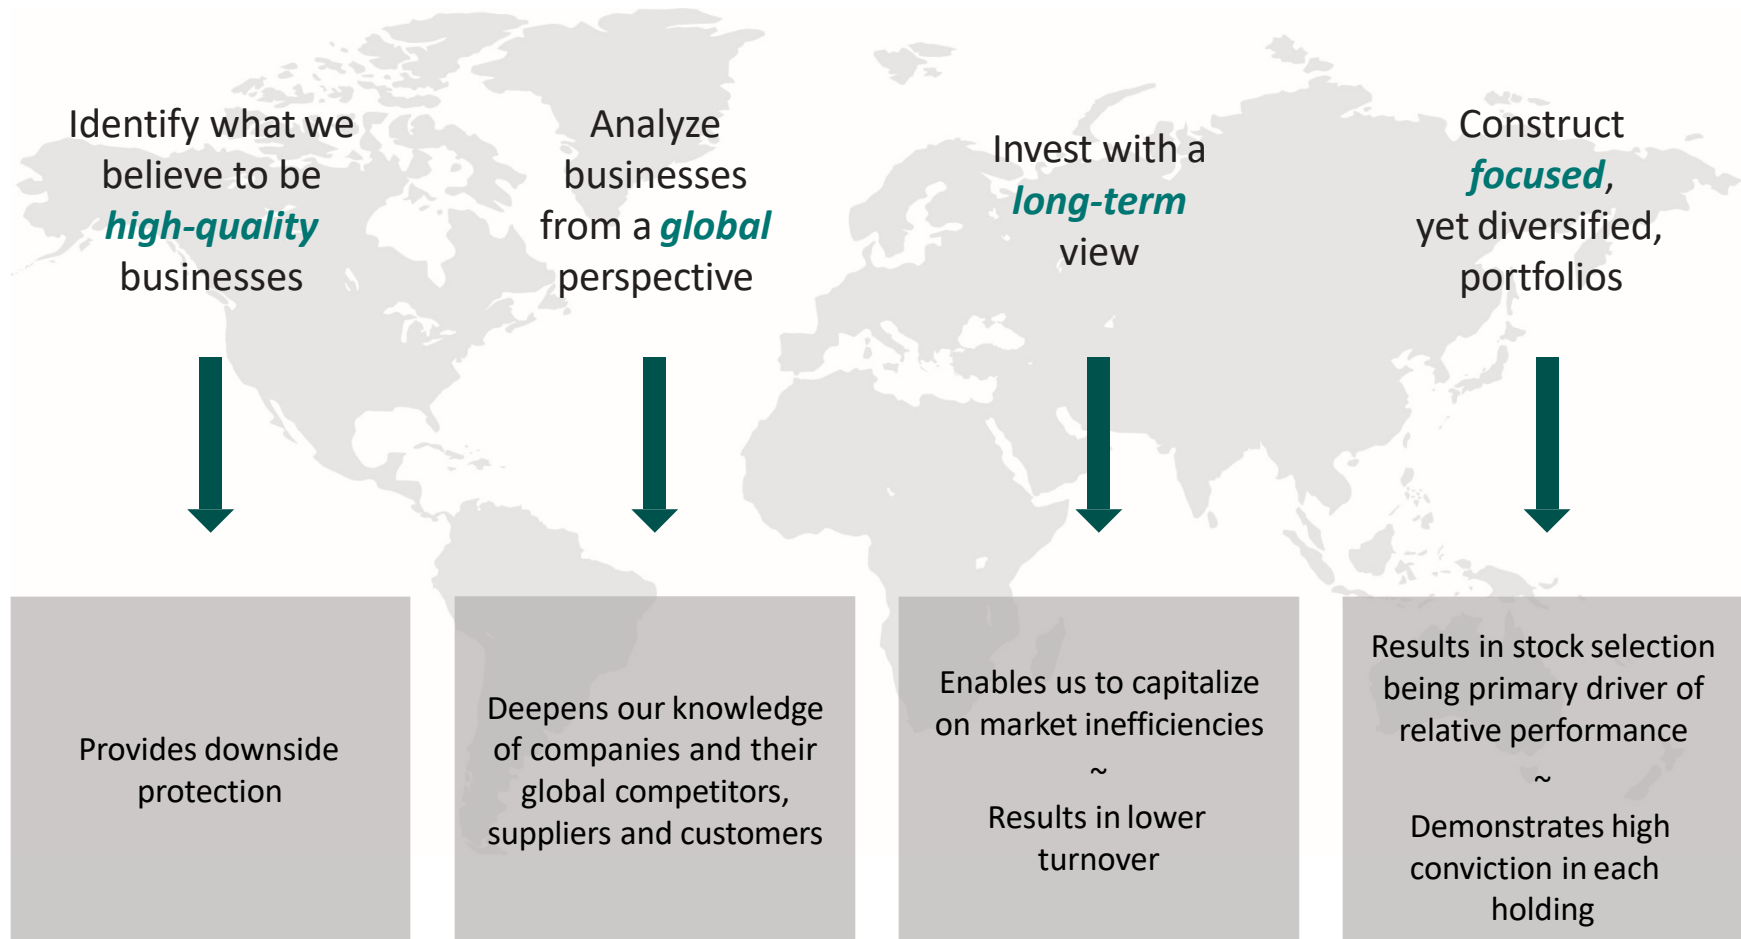 Identify what we
believe to be
high-quality
businesses
Analyze
businesses
from a global
perspective
Invest with a
long-term
view
Construct
focused,
yet diversified,
portfolios
Provides downside
protection
Deepens our knowledge
of companies and their
global competitors,
suppliers and customers
Enables us to capitalize
on market inefficiencies
~
Results in lower
turnover
Results in stock selection
being primary driver of
relative performance
~
Demonstrates high
conviction in each
holding